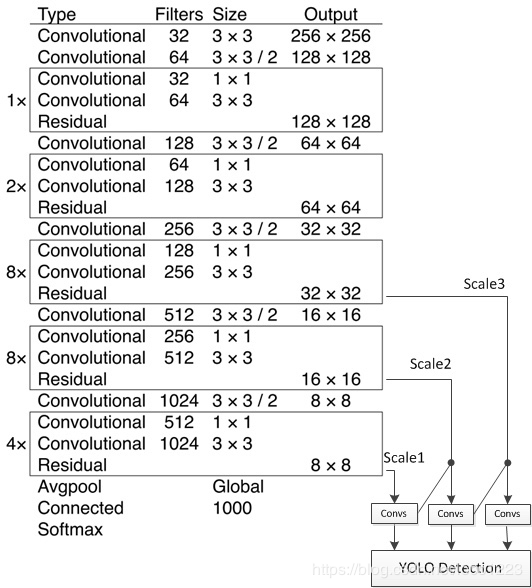 Type Filters Size Output
Convolutional 32 3 × 3 256 × 256
Convolutional 64 3 × 3 / 2 128 × 128
Convolutional 32 1 × 1
1× Convolutional 64 3 × 3
Residual 128 × 128
Convolutional 128 3 × 3 / 2 64 × 64
Convolutional 64 1 × 1
2× Convolutional 128 3 × 3
Residual 64 × 64
Convolutional 256 3 × 3 / 2 32 × 32
Convolutional 128 1 × 1
8× Convolutional 256 3 × 3
Residual 32 × 32
Scale3
Convolutional 512 3 × 3 / 2 16 × 16
Convolutional 256 1 × 1
8× Convolutional 512 3 × 3
Scale2
Residual 16 × 16
Convolutional 1024 3 × 3 / 2 8 × 8
Convolutional 512 1 × 1
4× Convolutional 1024 3 × 3
Residual 8 × 8
Scale1
Avgpool Global
Connected 1000
Softmax
Convs Convs Convs
YOLO Detection